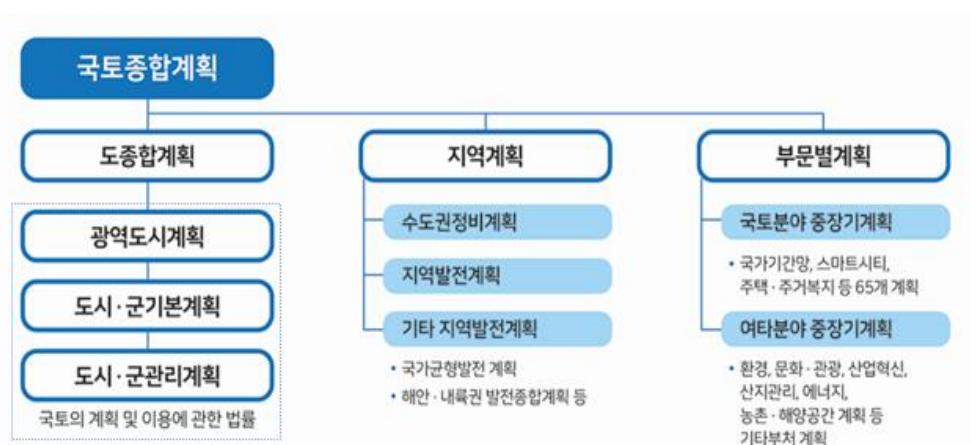 국토종합계획
도종합계획
광역도시계획
도시·군기본계획
도시·군관리계획
국토의 계획 및 이용에 관한 법률
지역계획
수도권정비계획
지역발전계획
기타 지역발전계획
• 국가균형발전 계획
• 해안·내륙권 발전종합계획 등
부문별계획
국토분야 중장기계획
• 국가기간망, 스마트시티,
주택·주거복지 등 65개 계획
여타분야 중장기계획
• 환경, 문화·관광, 산업혁신,
산지관리, 에너지,
농촌·해양공간 계획 등
기타부처 계획